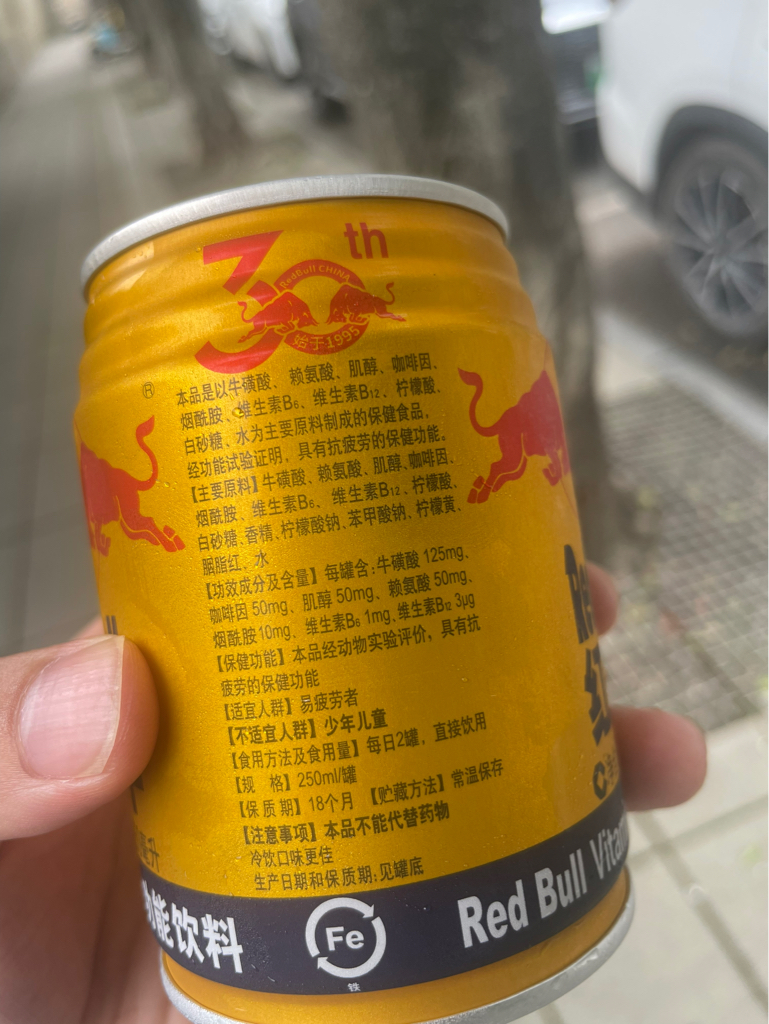 30th
RedBull CHINA
始于1995
®
本品是以牛磺酸、赖氨酸、肌醇、咖啡因、
烟酰胺、维生素B₆、维生素B₁₂、柠檬酸、
白砂糖、水为主要原料制成的保健食品。
经功能试验证明，具有抗疲劳的保健功能。
【主要原料】牛磺酸、赖氨酸、肌醇、咖啡因、
烟酰胺、维生素B₆、维生素B₁₂、柠檬酸、
白砂糖、香精、柠檬酸钠、苯甲酸钠、柠檬黄、
胭脂红、水
【功效成分及含量】每罐含:牛磺酸 125mg、
咖啡因 50mg、肌醇 50mg、赖氨酸 50mg、
烟酰胺10mg、维生素B₆ 1mg、维生素B₁₂ 3μg
【保健功能】本品经动物实验评价，具有抗
疲劳的保健功能
【适宜人群】易疲劳者
【不适宜人群】少年儿童
【食用方法及食用量】每日2罐，直接饮用
【规 格】250ml/罐
【保 质 期】18个月 【贮藏方法】常温保存
【注意事项】本品不能代替药物
冷饮口味更佳
生产日期和保质期:见罐底
红
毫升
功能饮料
Fe
铁
Red Bull Vita